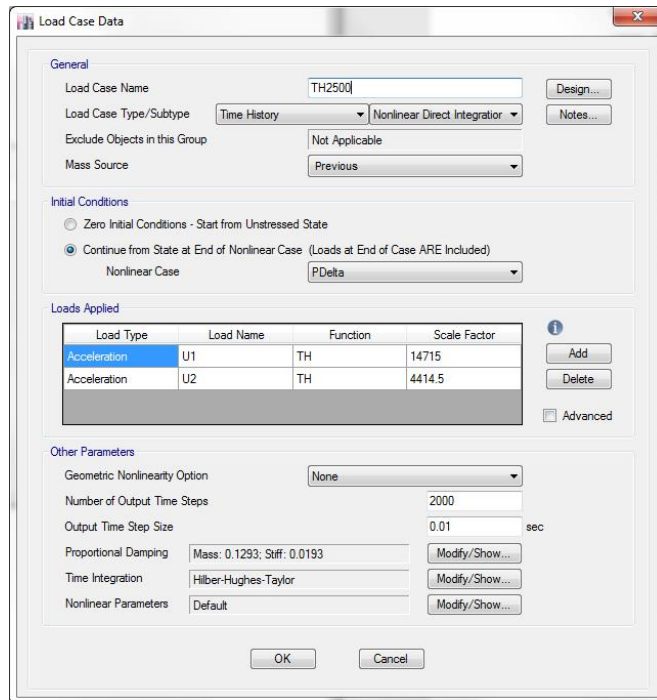 Load Case Data
General
Load Case Name TH2500 Design...
Load Case Type/Subtype Time History Nonlinear Direct Integration Notes...
Exclude Objects in this Group Not Applicable
Mass Source Previous
Initial Conditions
Zero Initial Conditions - Start from Unstressed State
Continue from State at End of Nonlinear Case (Loads at End of Case ARE Included)
Nonlinear Case PDelta
Loads Applied
Load Type Load Name Function Scale Factor
Acceleration U1 TH 14715 Add
Acceleration U2 TH 4414.5 Delete
Advanced
Other Parameters
Geometric Nonlinearity Option None
Number of Output Time Steps 2000
Output Time Step Size 0.01 sec
Proportional Damping Mass: 0.1293; Stiff: 0.0193 Modify/Show...
Time Integration Hilber-Hughes-Taylor Modify/Show...
Nonlinear Parameters Default Modify/Show...
OK Cancel